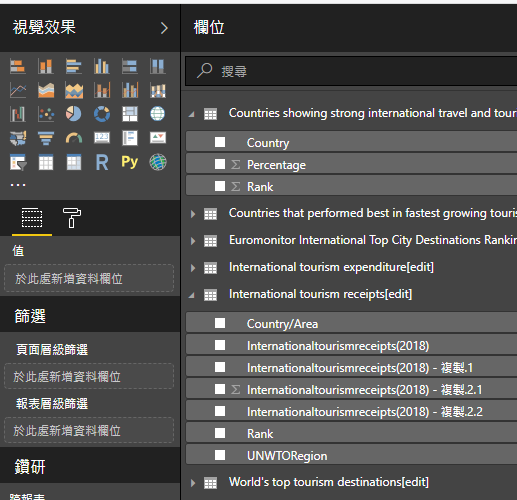 視覺效果
R
Py
...
值
於此處新增資料欄位
篩選
頁面層級篩選
於此處新增資料欄位
報表層級篩選
於此處新增資料欄位
鑽研
跨報表
欄位
搜尋
Countries showing strong international travel and tour
Country
Σ Percentage
Σ Rank
Countries that performed best in fastest growing touris
Euromonitor International Top City Destinations Rankin
International tourism expenditure[edit]
International tourism receipts[edit]
Country/Area
Internationaltourismreceipts(2018)
Internationaltourismreceipts(2018) - 複製.1
Σ Internationaltourismreceipts(2018) - 複製.2.1
Internationaltourismreceipts(2018) - 複製.2.2
Rank
UNWTORegion
World's top tourism destinations[edit]